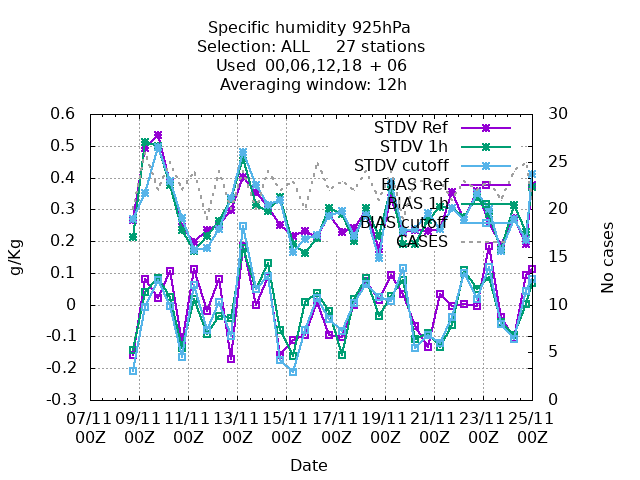 Specific humidity 925hPa
Selection: ALL 27 stations
Used 00,06,12,18 + 06
Averaging window: 12h
0.6
0.5
0.4
0.3
0.2
0.1
0
-0.1
-0.2
-0.3
g/Kg
30
25
20
15
10
5
0
No cases
STDV Ref
STDV 1h
STDV cutoff
BIAS Ref
BIAS 1h
BIAS cutoff
CASES
07/11 09/11 11/11 13/11 15/11 17/11 19/11 21/11 23/11 25/11
00Z 00Z 00Z 00Z 00Z 00Z 00Z 00Z 00Z 00Z
Date